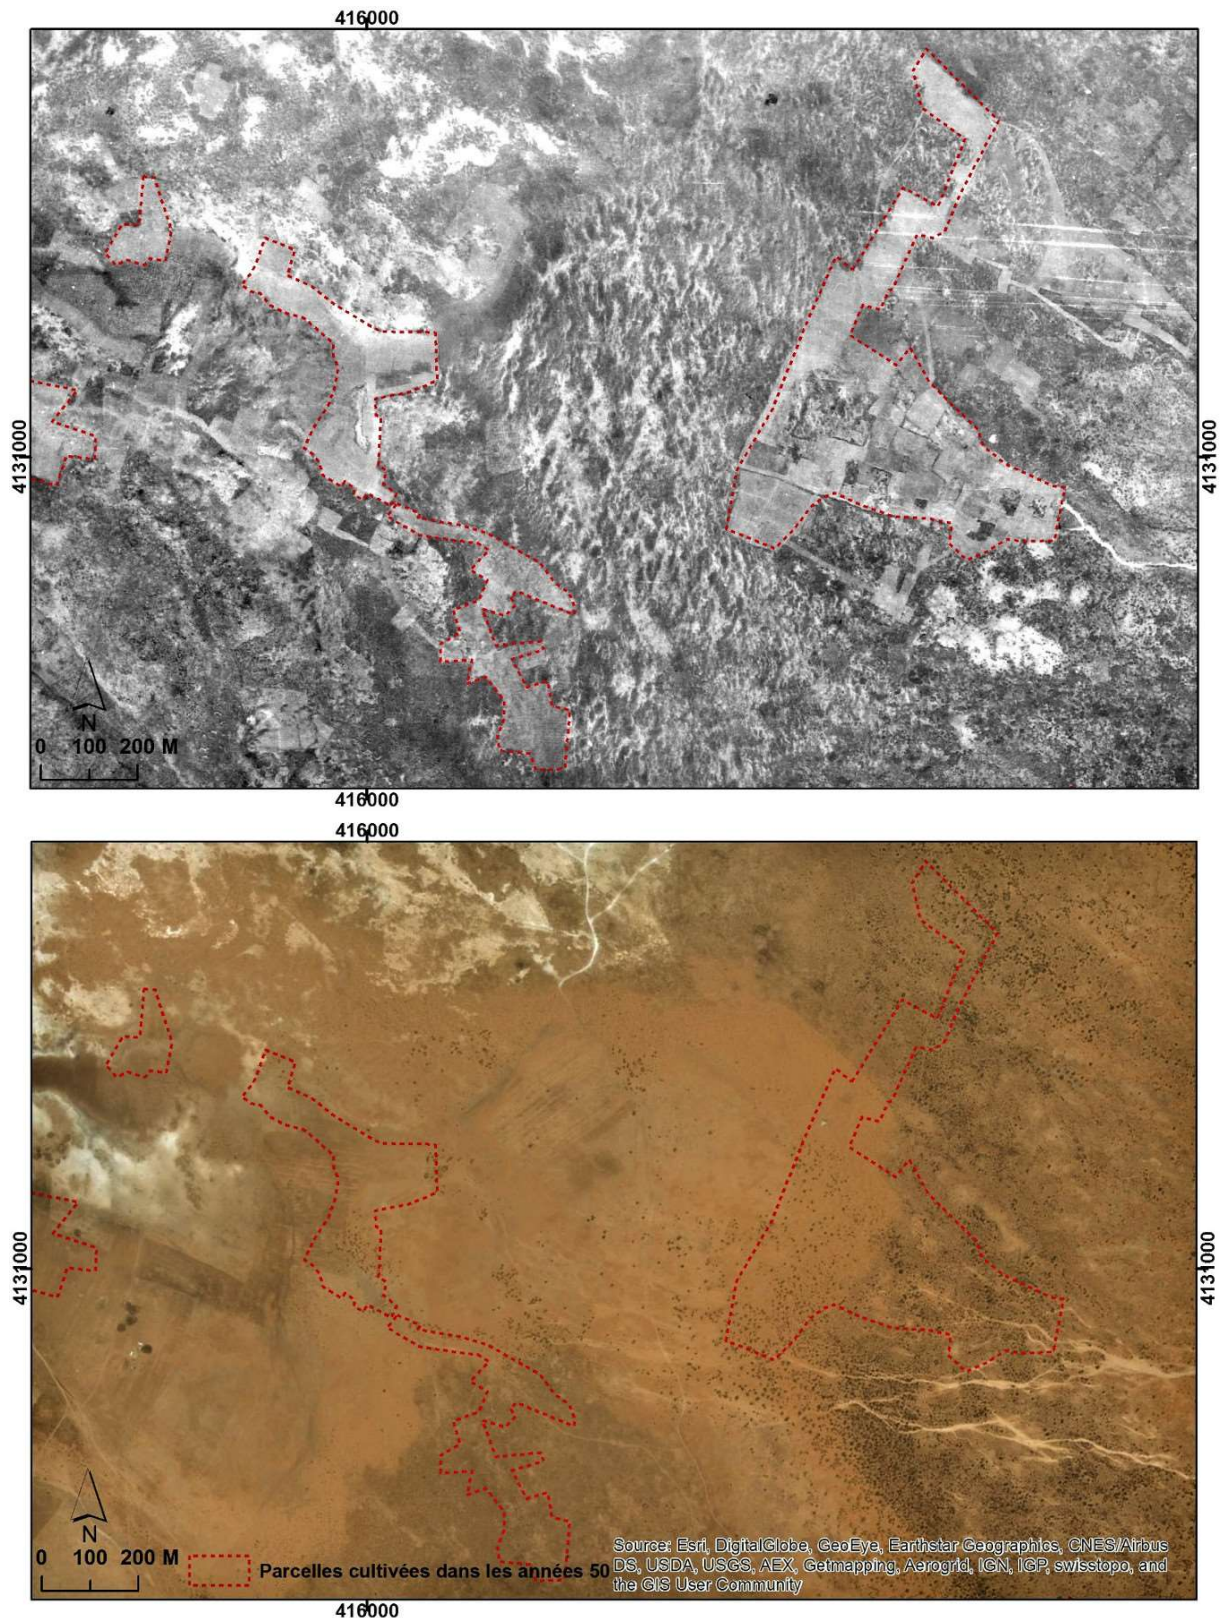 416000
4131000
4131000
N
0 100 200 M
416000
416000
4131000
4131000
N
0 100 200 M
Parcelles cultivées dans les années 50
Source: Esri, DigitalGlobe, GeoEye, Earthstar Geographics, CNES/Airbus
DS, USDA, USGS, AEX, Getmapping, Aerogrid, IGN, IGP, swisstopo, and
the GIS User Community
416000